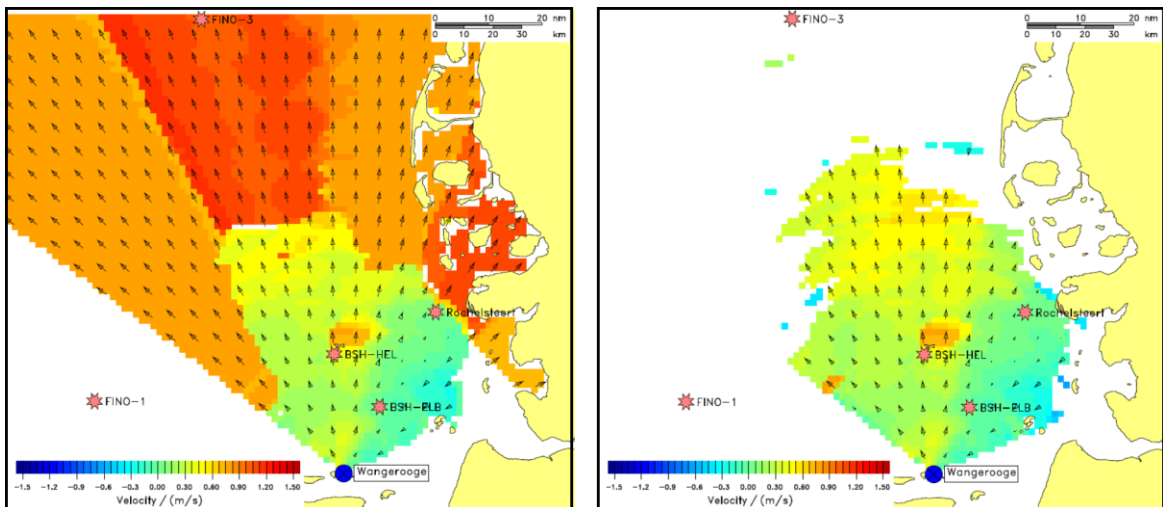 FINO-3
0 10 20 nm
0 10 20 30 km
Rochelsteert
BSH-HEL
FINO-1
BSH-ELB
Wangerooge
-1.5 -1.2 -0.9 -0.6 -0.3 0.00 0.30 0.60 0.90 1.20 1.50
Velocity / (m/s)
FINO-3
0 10 20 nm
0 10 20 30 km
Rochelsteert
BSH-HEL
FINO-1
BSH-ELB
Wangerooge
-1.5 -1.2 -0.9 -0.6 -0.3 0.00 0.30 0.60 0.90 1.20 1.50
Velocity / (m/s)